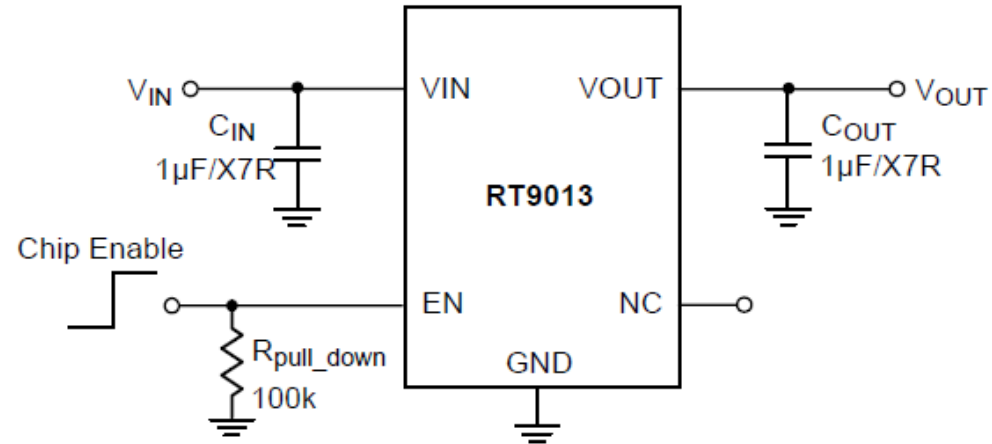 VIN
VIN
VOUT
VOUT
CIN
1µF/X7R
COUT
1µF/X7R
RT9013
Chip Enable
EN
NC
Rpull_down
100k
GND